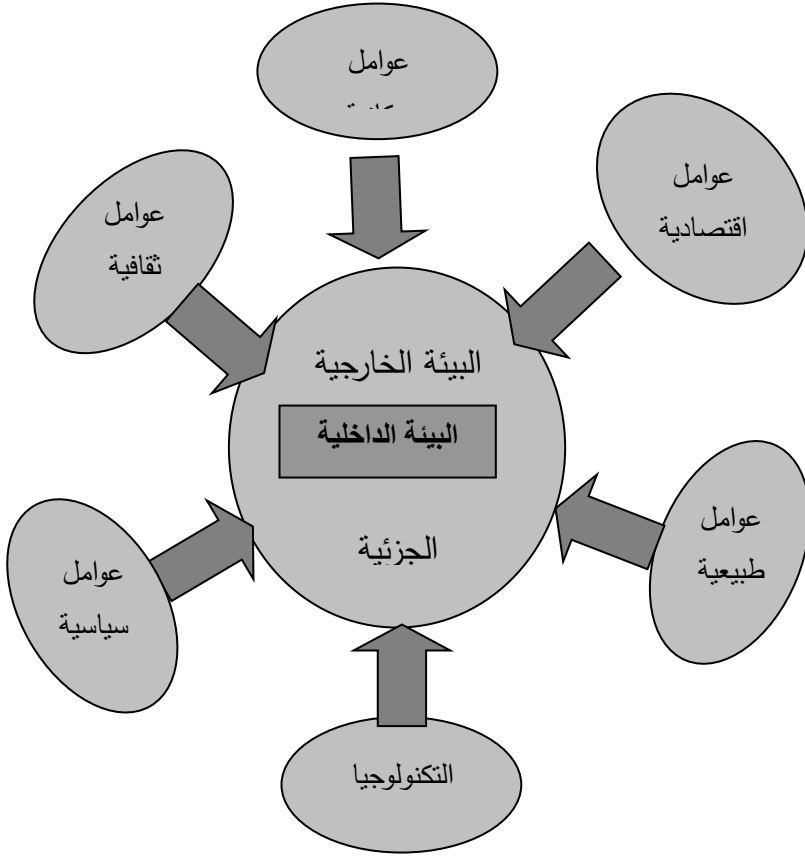 عوامل
عوامل
اقتصادية
عوامل
ثقافية
البيئة الخارجية
البيئة الداخلية
الجزئية
عوامل
طبيعية
عوامل
سياسية
التكنولوجيا